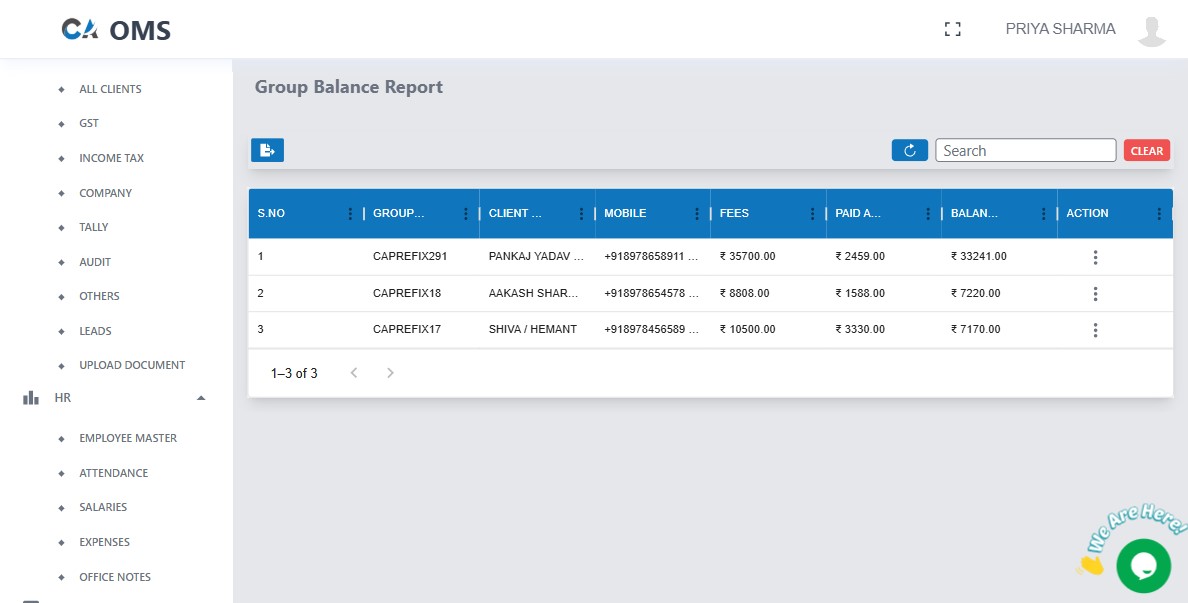 CA OMS
PRIYA SHARMA
ALL CLIENTS
GST
INCOME TAX
COMPANY
TALLY
AUDIT
OTHERS
LEADS
UPLOAD DOCUMENT
HR
EMPLOYEE MASTER
ATTENDANCE
SALARIES
EXPENSES
OFFICE NOTES
Group Balance Report
Search CLEAR
S.NO GROUP... CLIENT ... MOBILE FEES PAID A... BALAN... ACTION
1 CAPREFIX291 PANKAJ YADAV ... +918978658911 ... ₹ 35700.00 ₹ 2459.00 ₹ 33241.00
2 CAPREFIX18 AAKASH SHAR... +918978654578 ... ₹ 8808.00 ₹ 1588.00 ₹ 7220.00
3 CAPREFIX17 SHIVA / HEMANT +918978456589 ... ₹ 10500.00 ₹ 3330.00 ₹ 7170.00
1–3 of 3
We Are Here!